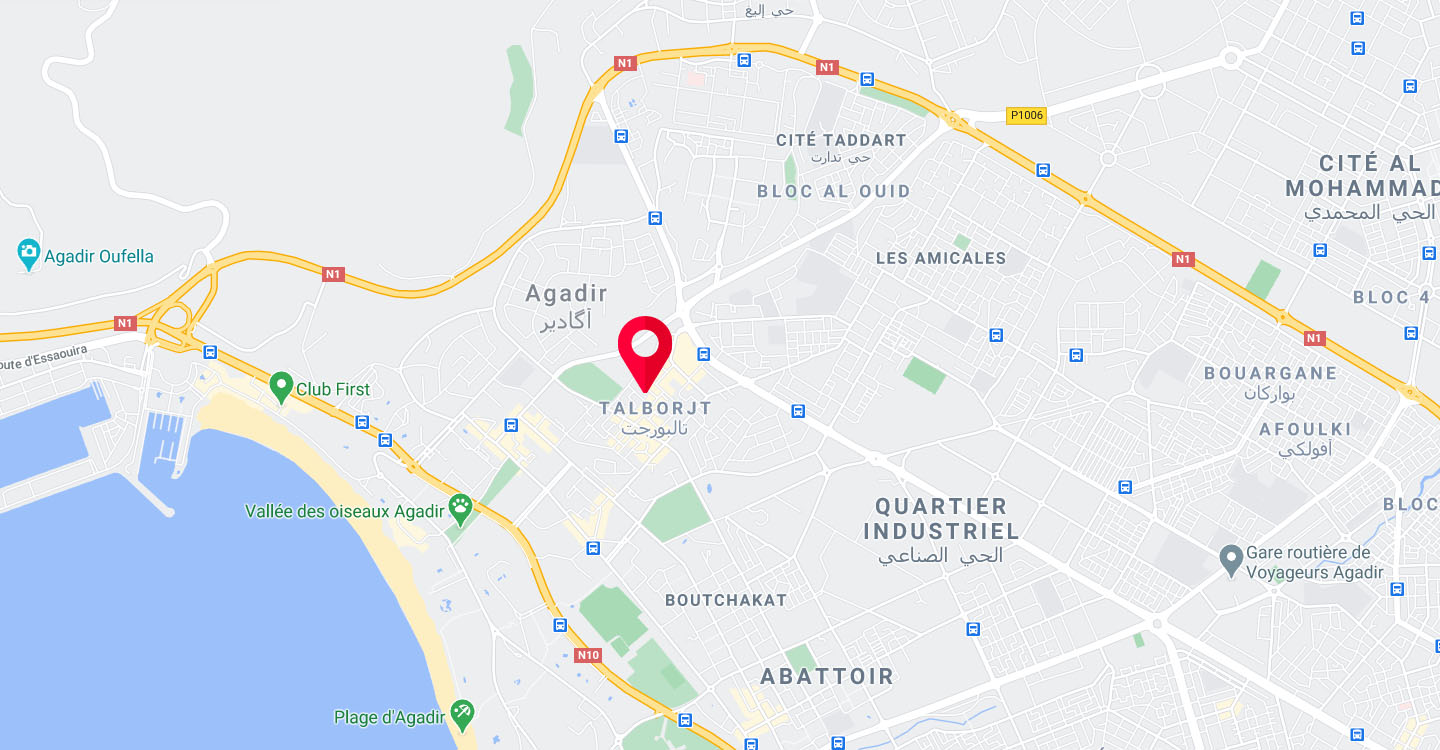 حي إليغ
N1
N1
P1006
CITÉ TADDART
حي تدارت
CITÉ AL
MOHAMMAD
الحي المحمدي
BLOC AL OUID
Agadir Oufella
LES AMICALES
N1
N1
Agadir
أݣادير
BLOC 4
N1
N1
oute d'Essaouira
Club First
BOUARGANE
بواركان
TALBORJT
تالبورجت
AFOULKI
أفولكي
Vallée des oiseaux Agadir
QUARTIER
INDUSTRIEL
الحي الصناعي
BLOC
Gare routière de
Voyageurs Agadir
BOUTCHAKAT
N10
ABATTOIR
Plage d'Agadir